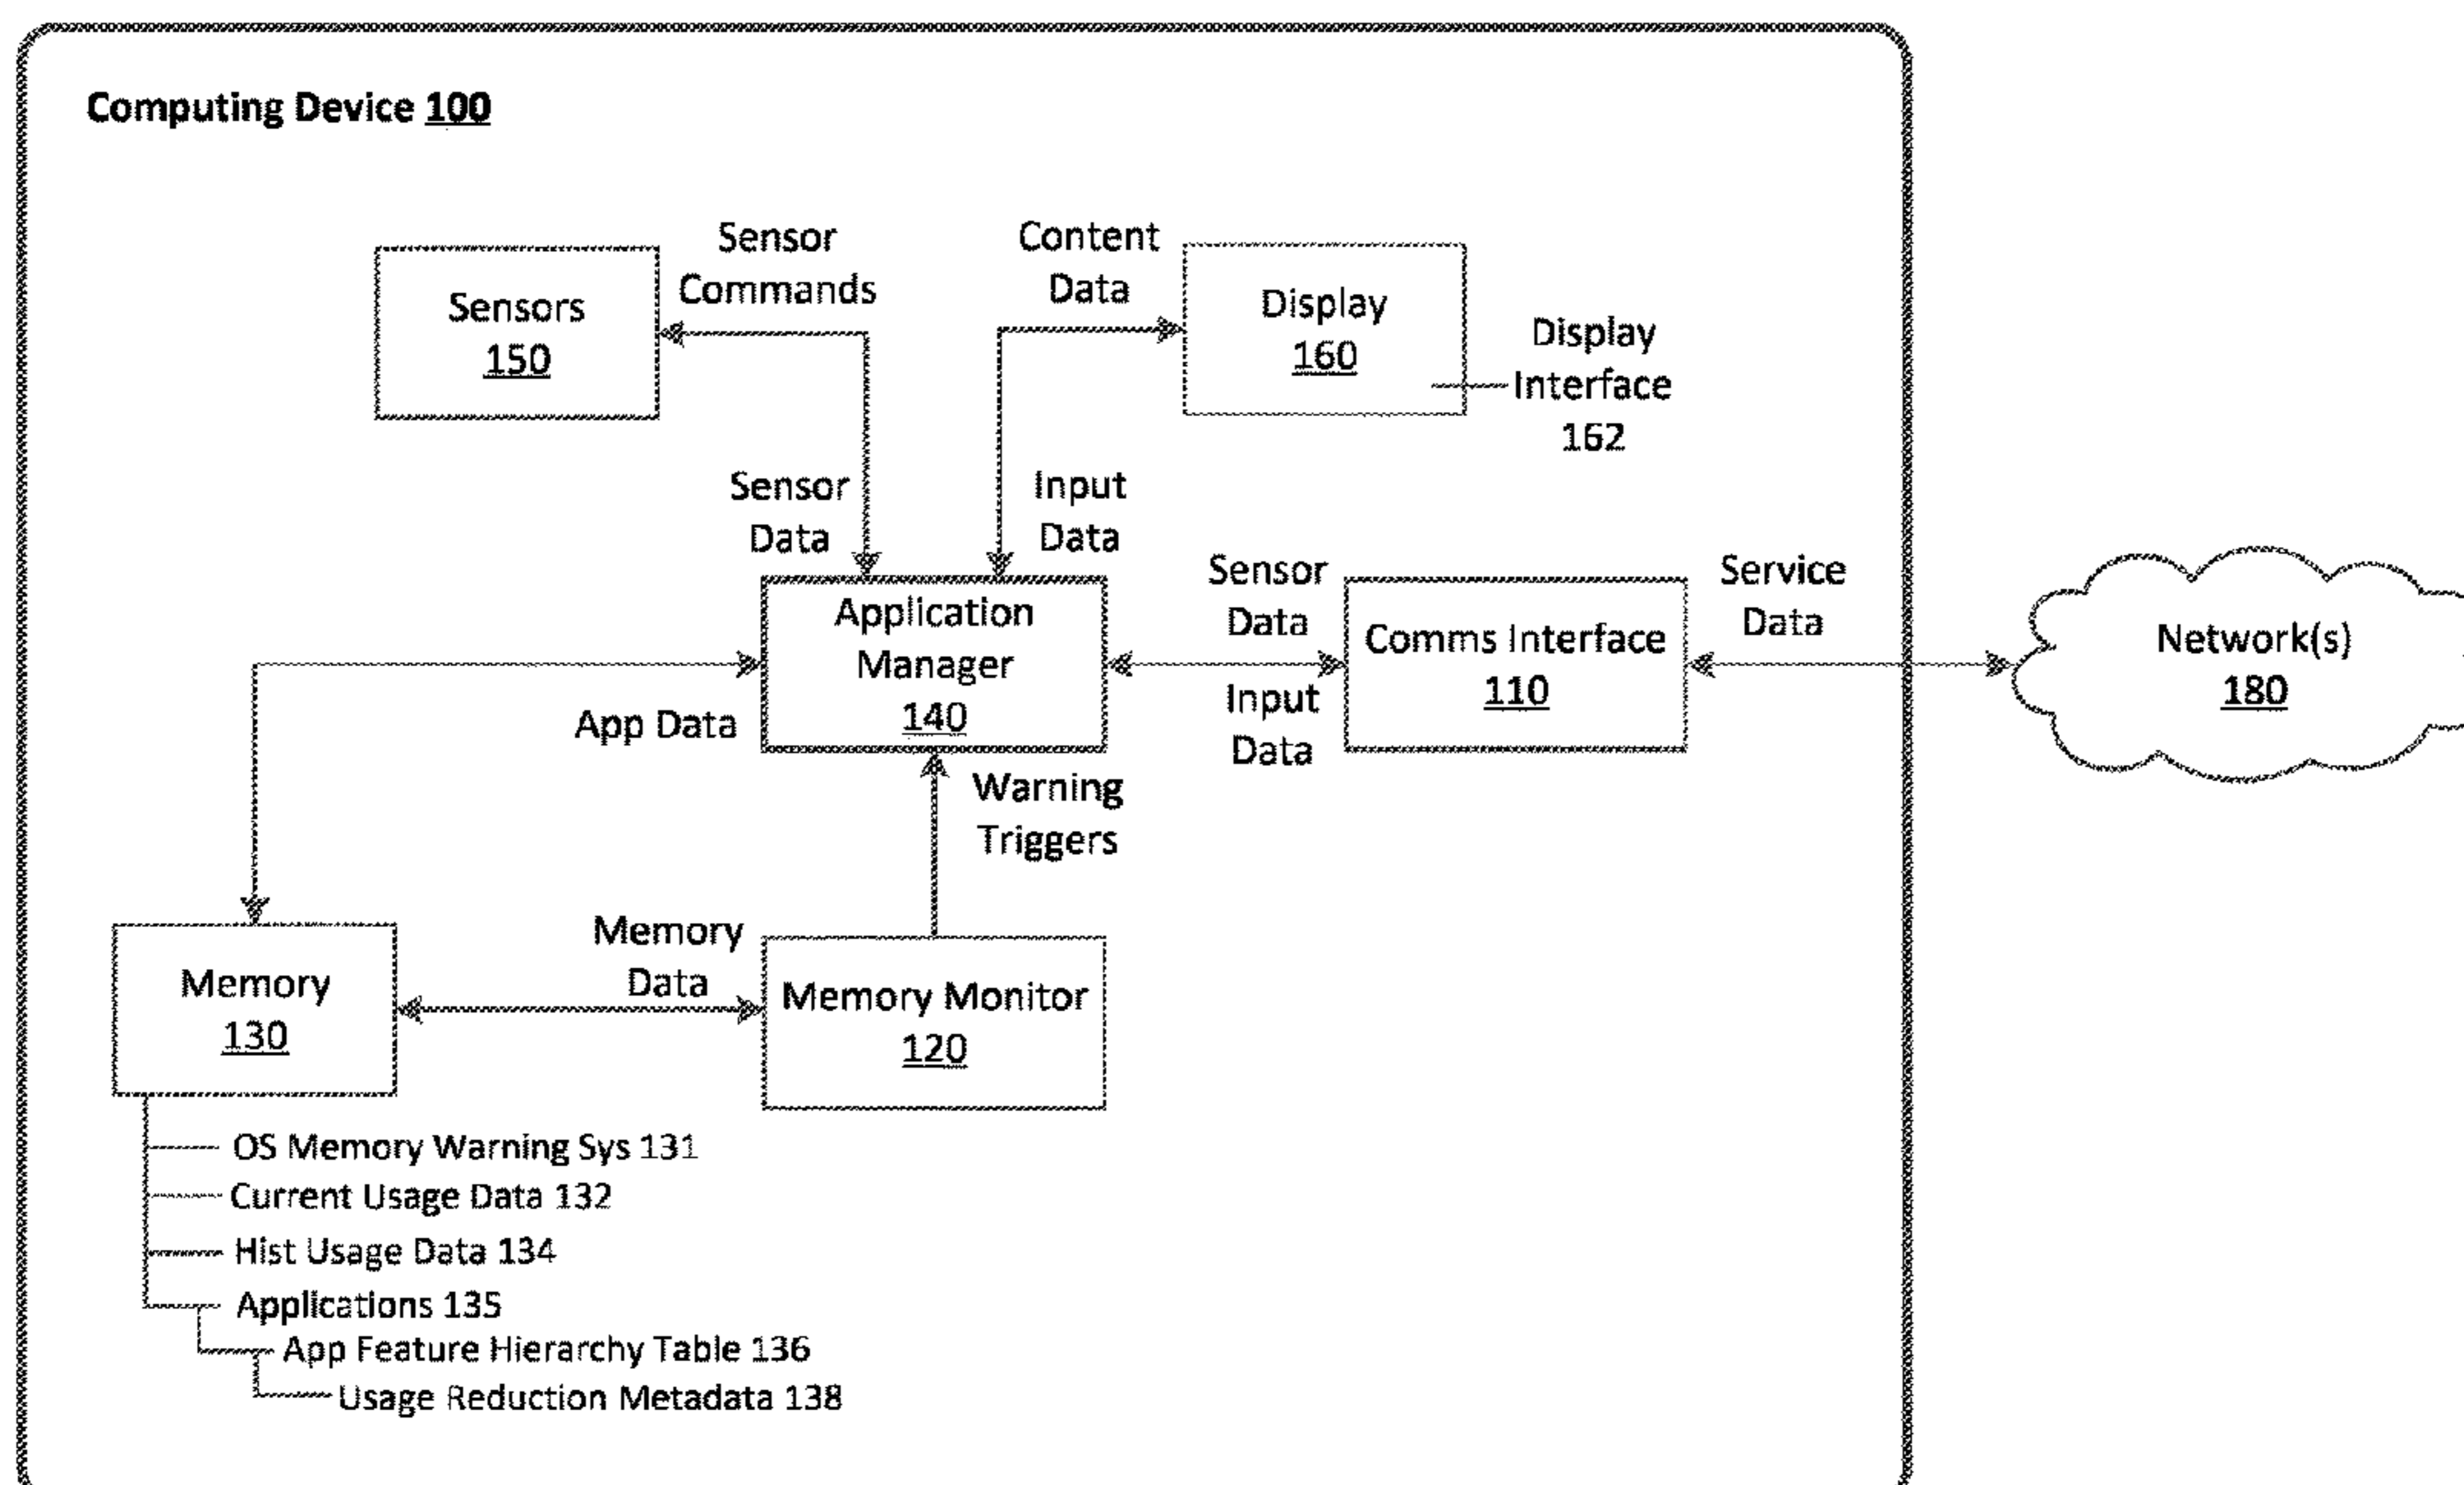 Computing Device 100
Sensor
Commands
Sensors
150
Content
Data
Display
160
Display
Interface
162
Sensor
Data
Input
Data
Application
Manager
140
Sensor
Data
Input
Data
Comms Interface
110
Service
Data
Network(s)
180
App Data
Warning
Triggers
Memory
130
Memory
Data
Memory Monitor
120
OS Memory Warning Sys 131
Current Usage Data 132
Hist Usage Data 134
Applications 135
App Feature Hierarchy Table 136
Usage Reduction Metadata 138